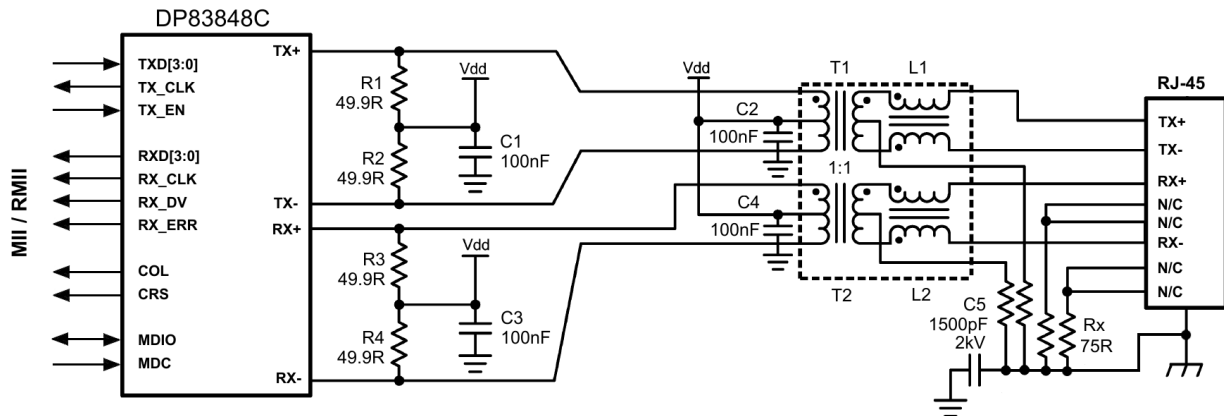 DP83848C
MII / RMII
TXD[3:0]
TX_CLK
TX_EN
RXD[3:0]
RX_CLK
RX_DV
RX_ERR
COL
CRS
MDIO
MDC
TX+
TX-
RX+
RX-
R1
49.9R
R2
49.9R
Vdd
C1
100nF
R3
49.9R
R4
49.9R
Vdd
C3
100nF
Vdd
C2
100nF
C4
100nF
T1
L1
1:1
T2
L2
C5
1500pF
2kV
Rx
75R
RJ-45
TX+
TX-
RX+
N/C
N/C
RX-
N/C
N/C